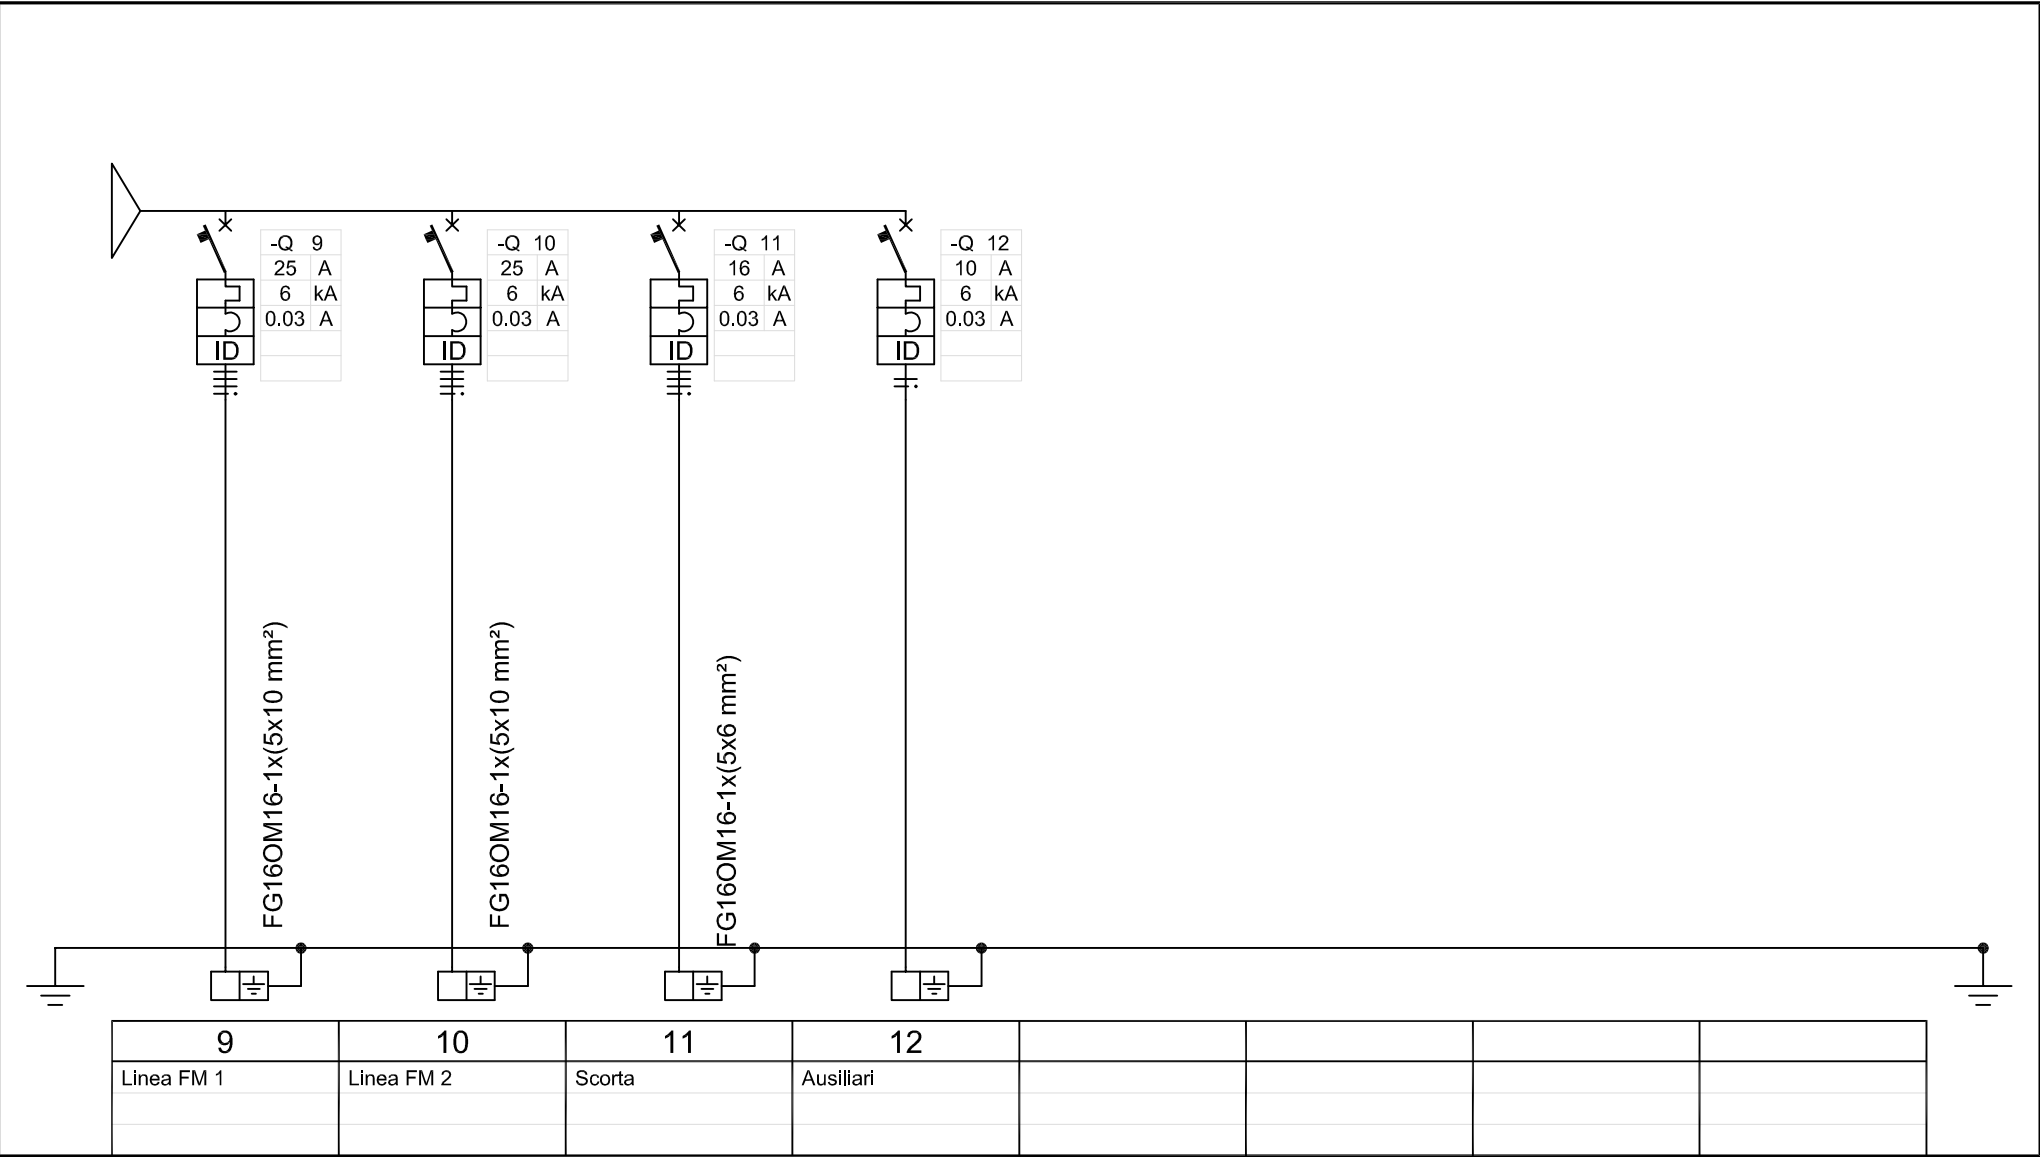 -Q 9
25 A
6 kA
0.03 A
ID
-Q 10
25 A
6 kA
0.03 A
ID
-Q 11
16 A
6 kA
0.03 A
ID
-Q 12
10 A
6 kA
0.03 A
ID
FG16OM16-1x(5x10 mm²)
FG16OM16-1x(5x10 mm²)
FG16OM16-1x(5x6 mm²)
9 10 11 12
Linea FM 1 Linea FM 2 Scorta Ausiliari